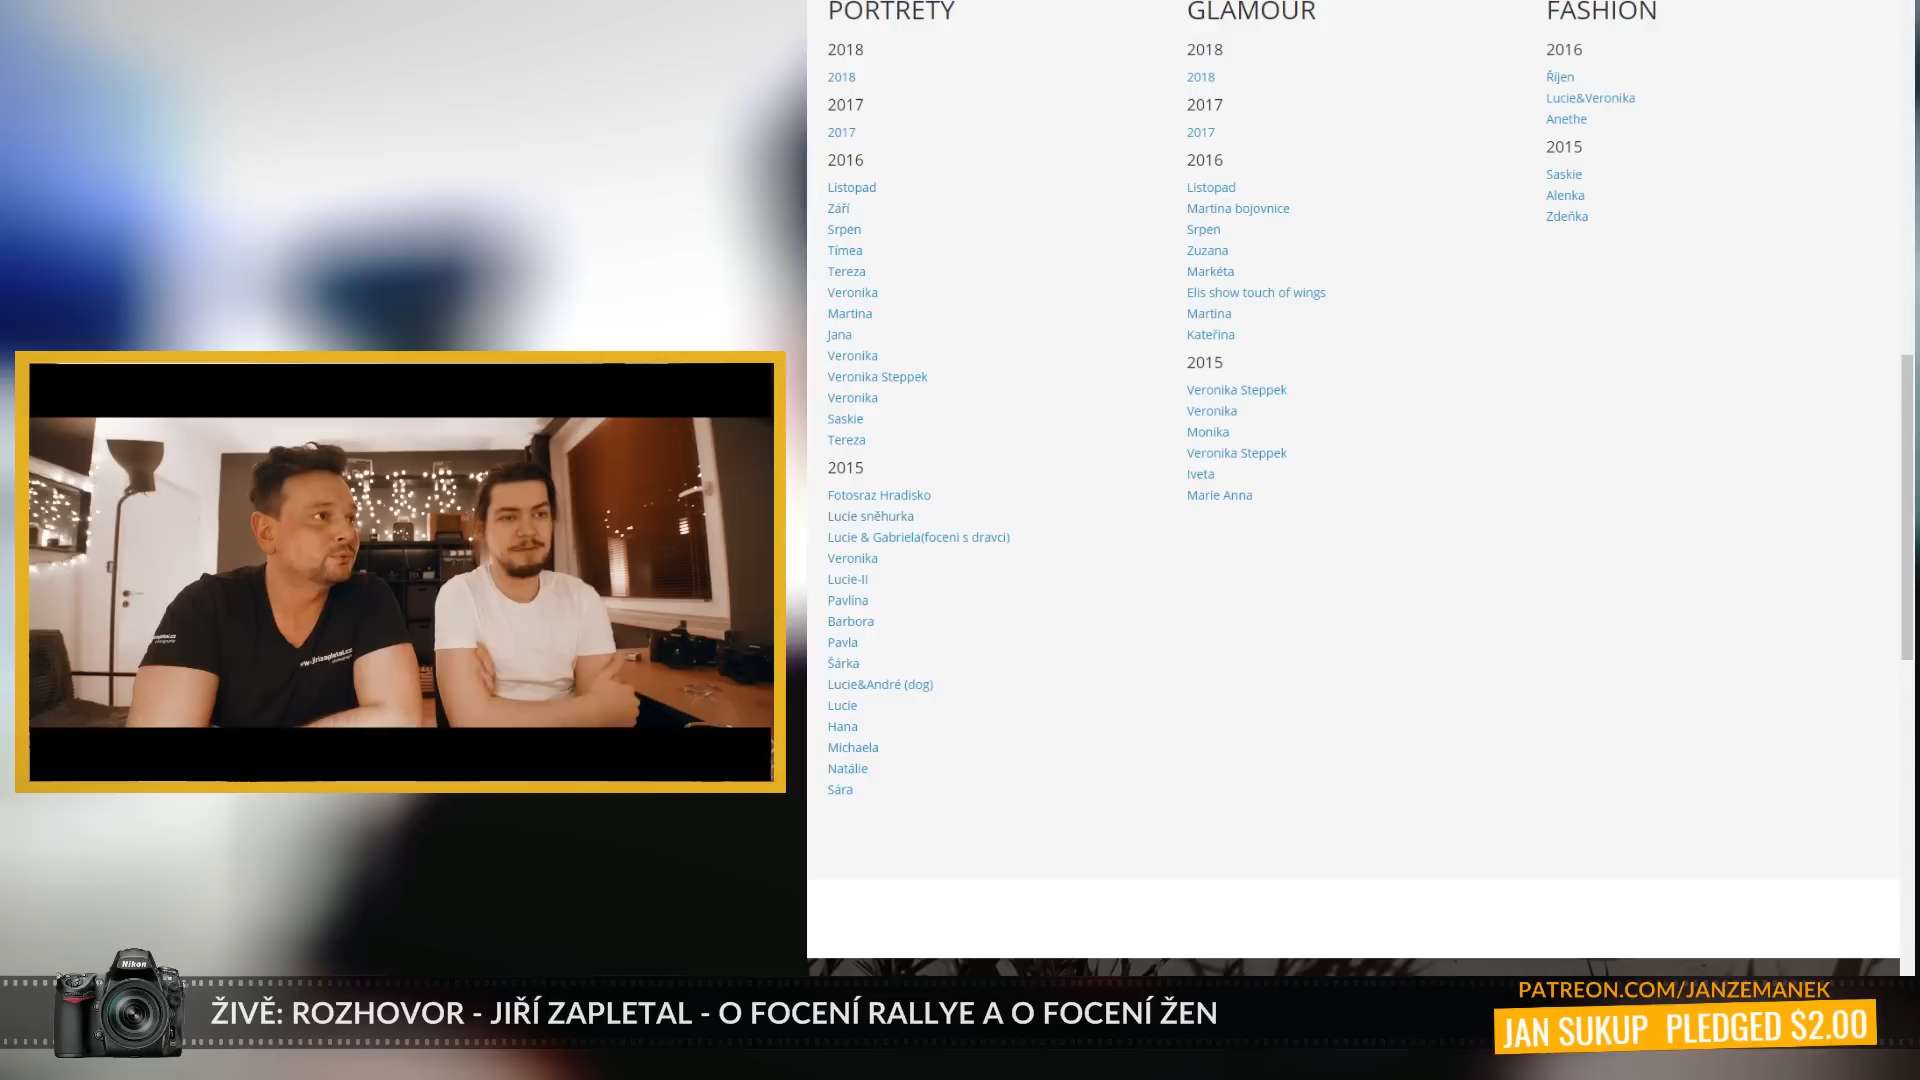 PORTRÉTY
2018
2018
2017
2017
2016
Listopad
Září
Srpen
Tímea
Tereza
Veronika
Martina
Jana
Veronika
Veronika Steppek
Veronika
Saskie
Tereza
2015
Fotosraz Hradisko
Lucie sněhurka
Lucie & Gabriela(foceni s dravci)
Veronika
Lucie-II
Pavlína
Barbora
Pavla
Šárka
Lucie&André (dog)
Lucie
Hana
Michaela
Natálie
Sára
GLAMOUR
2018
2018
2017
2017
2016
Listopad
Martina bojovnice
Srpen
Zuzana
Markéta
Elis show touch of wings
Martina
Kateřina
2015
Veronika Steppek
Veronika
Monika
Veronika Steppek
Iveta
Marie Anna
FASHION
2016
Říjen
Lucie&Veronika
Anethe
2015
Saskie
Alenka
Zdeňka
Nikon
ŽIVĚ: ROZHOVOR - JIŘÍ ZAPLETAL - O FOCENÍ RALLYE A O FOCENÍ ŽEN
PATREON.COM/JANZEMANEK
JAN SUKUP PLEDGED $2.00